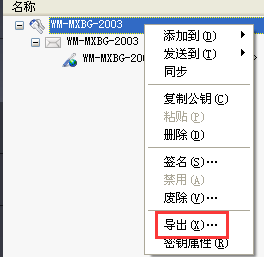 名称
WM-MXBG-2003
WM-MXBG-2003
WM-MXBG-200
添加到(D)
发送到(T)
同步
复制公钥(C)
粘贴(P)
删除(D)
签名(S)…
禁用(A)
废除(V)…
导出(X)…
密钥属性(R)